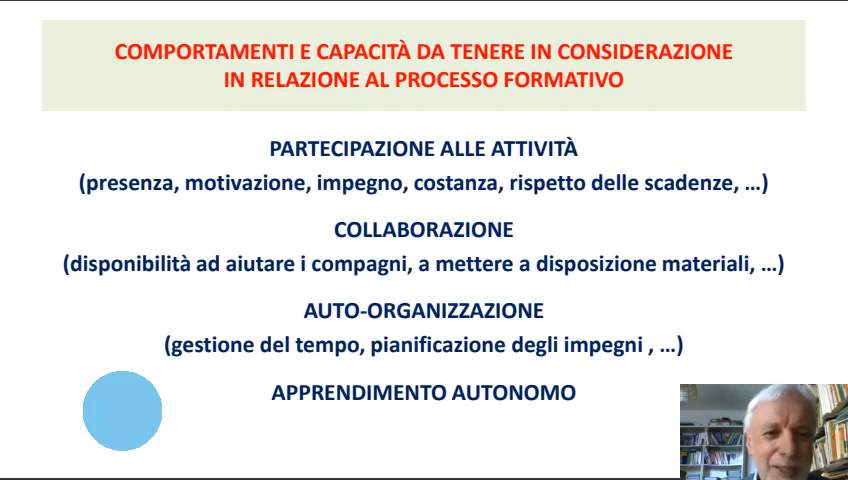 COMPORTAMENTI E CAPACITÀ DA TENERE IN CONSIDERAZIONE
IN RELAZIONE AL PROCESSO FORMATIVO
PARTECIPAZIONE ALLE ATTIVITÀ
(presenza, motivazione, impegno, costanza, rispetto delle scadenze, ...)
COLLABORAZIONE
(disponibilità ad aiutare i compagni, a mettere a disposizione materiali, ...)
AUTO-ORGANIZZAZIONE
(gestione del tempo, pianificazione degli impegni , ...)
APPRENDIMENTO AUTONOMO